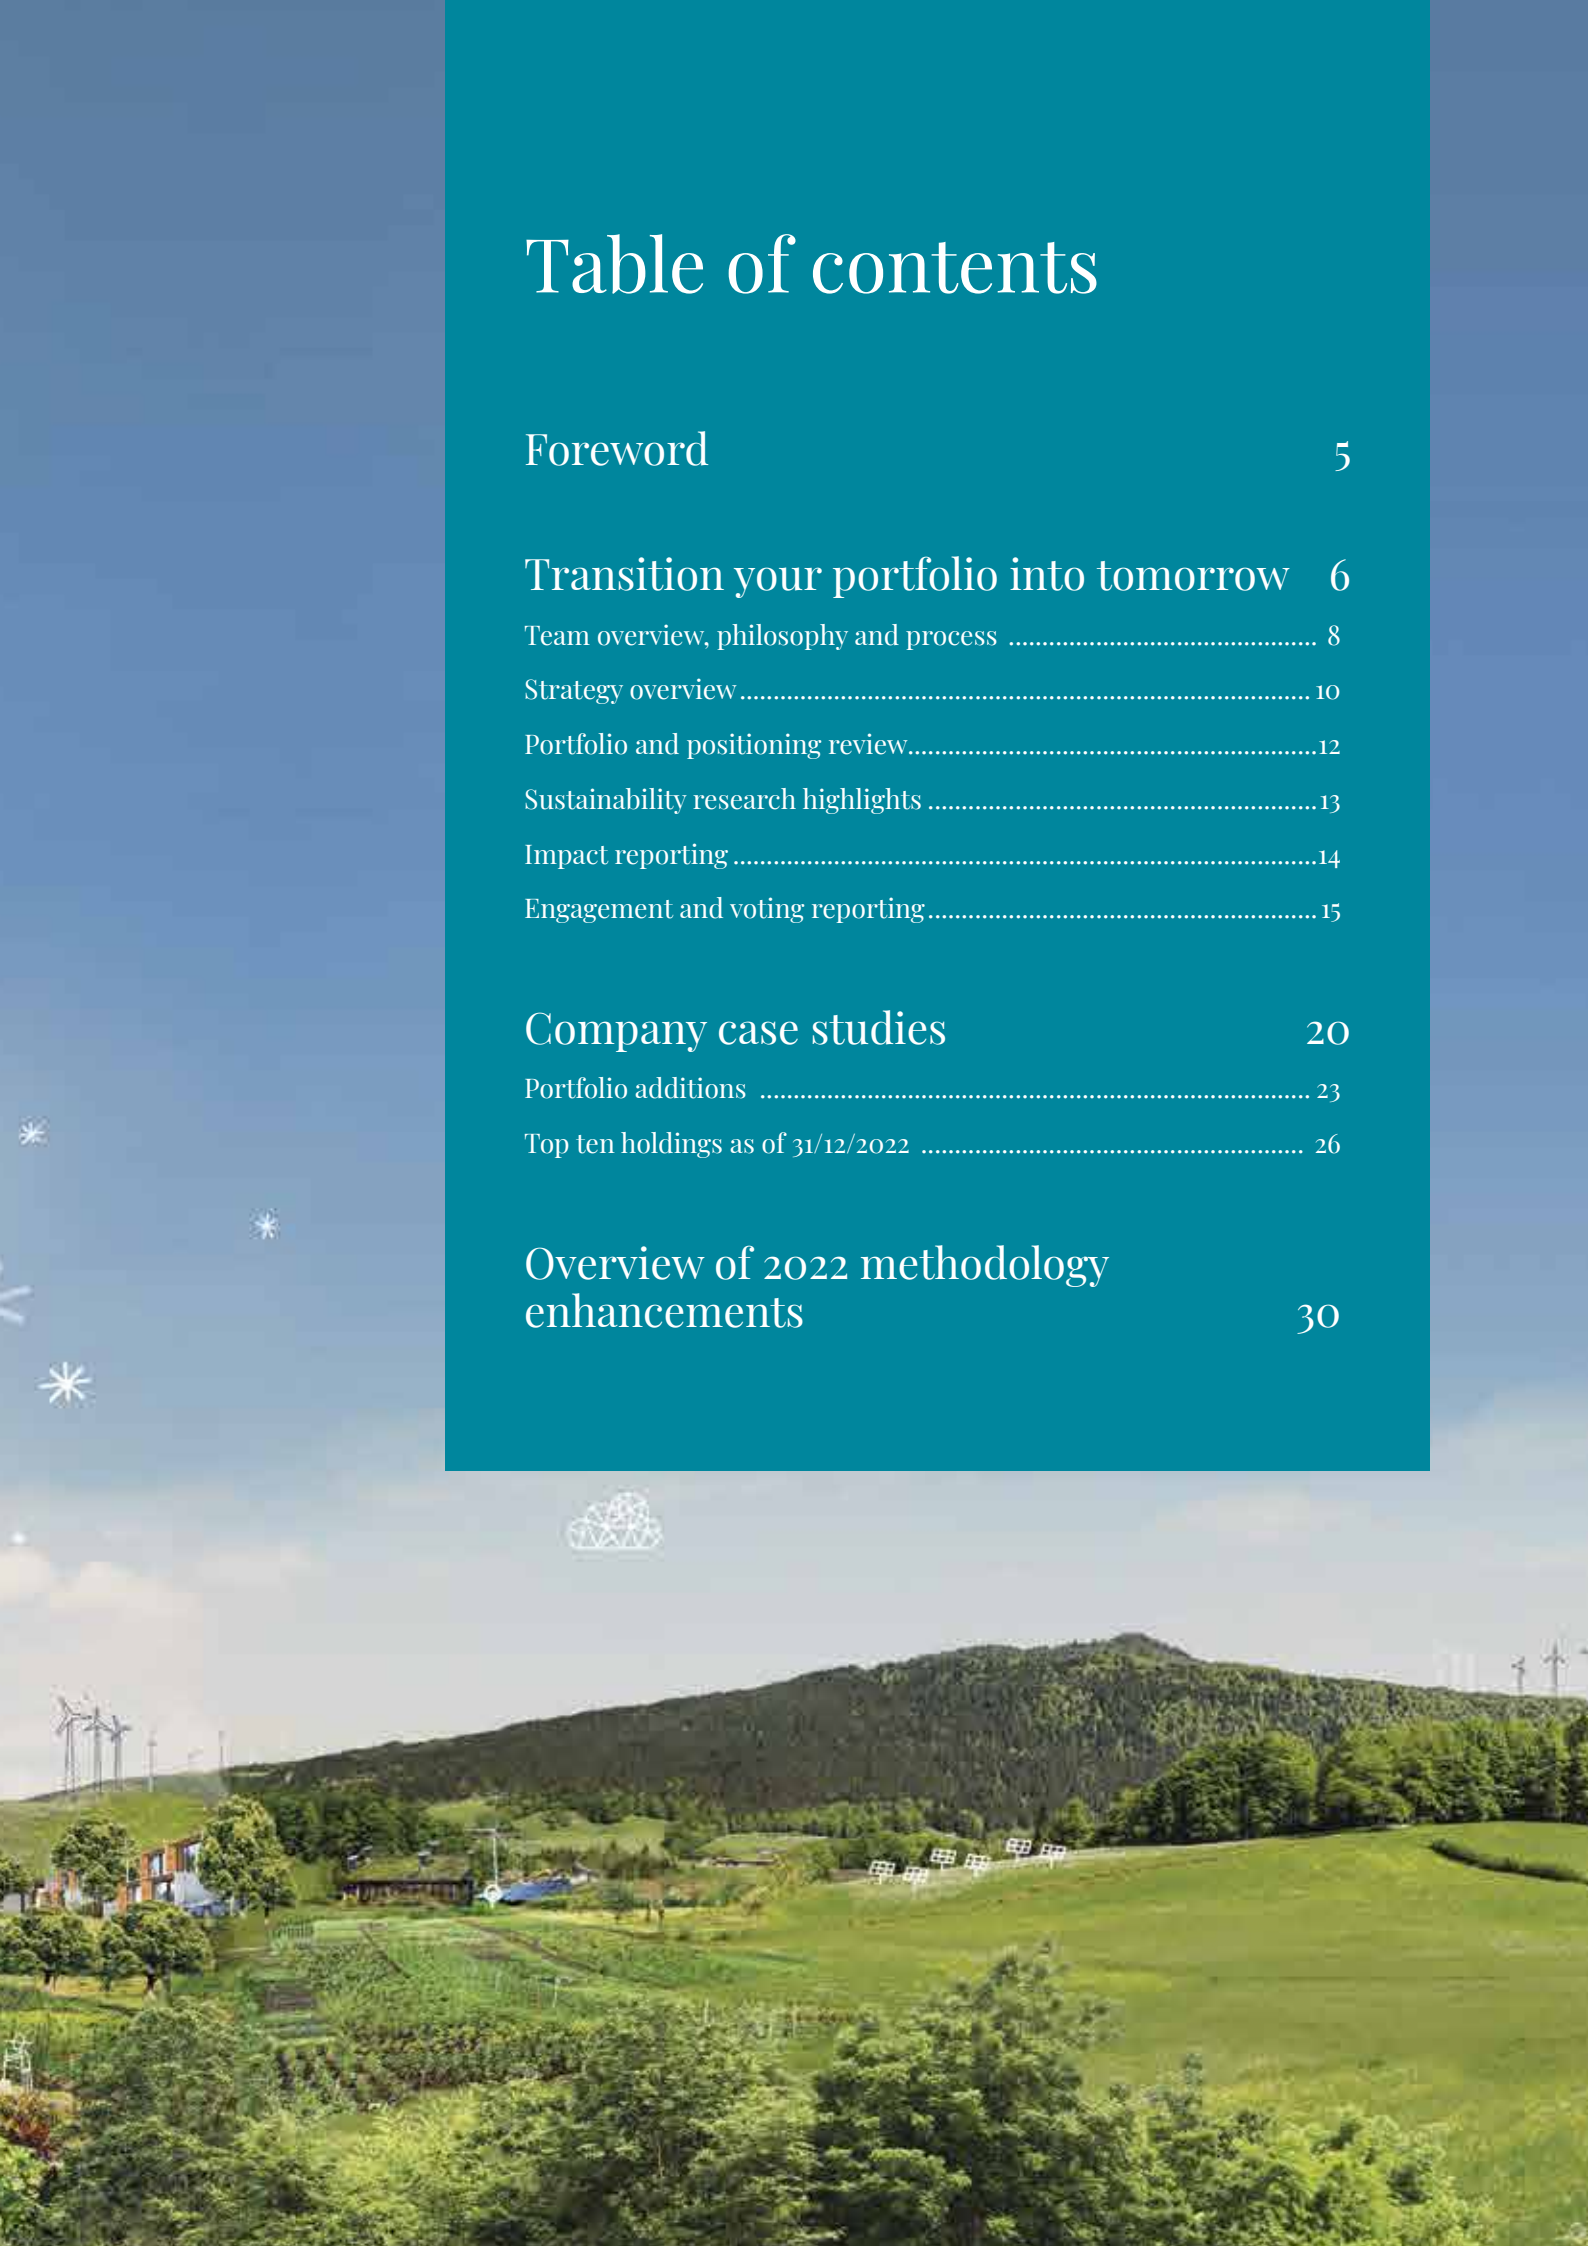 Table of contents
Foreword 5
Transition your portfolio into tomorrow 6
Team overview, philosophy and process .............................................. 8
Strategy overview..................................................................................... 10
Portfolio and positioning review.............................................................12
Sustainability research highlights ..........................................................13
Impact reporting .......................................................................................14
Engagement and voting reporting.......................................................... 15
Company case studies 20
Portfolio additions .................................................................................. 23
Top ten holdings as of 31/12/2022 ......................................................... 26
Overview of 2022 methodology
enhancements 30